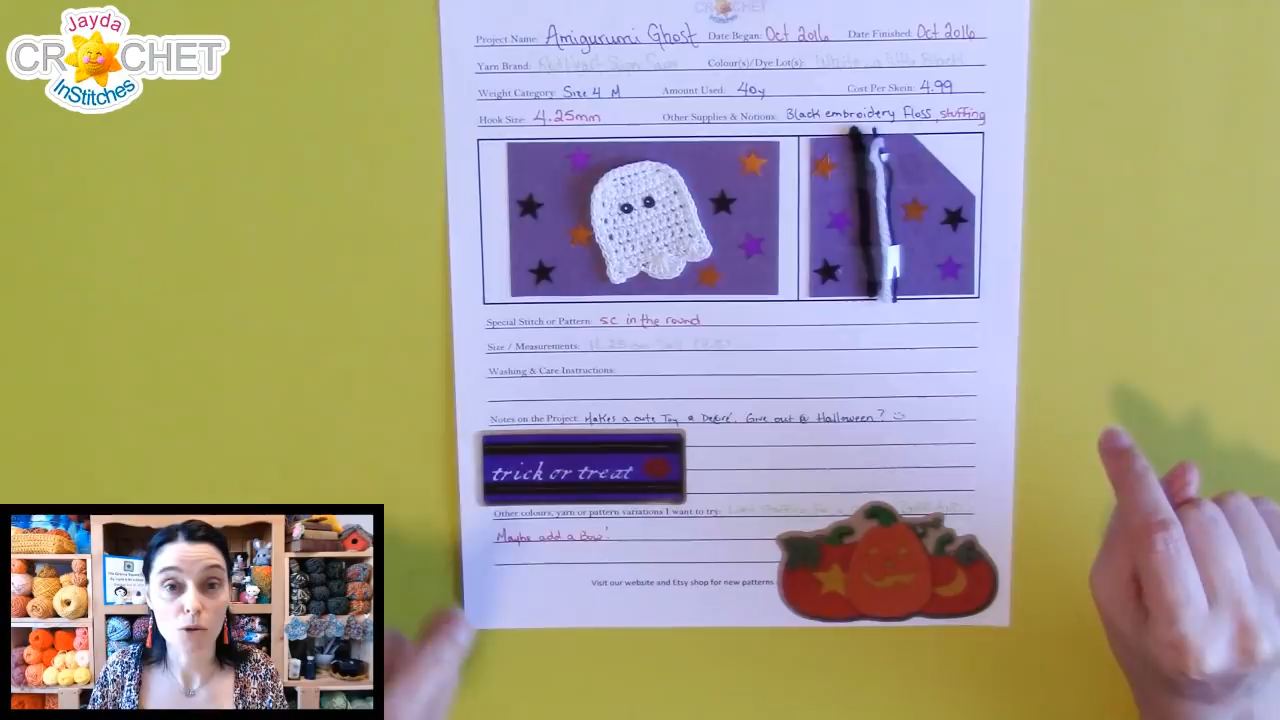 Jayda
CROCHET
InStitches
CROCHET
Project Name: Amigurumi Ghost Date Began: Oct 2016 Date Finished: Oct 2016
Yarn Brand: Colour(s)/Dye Lot(s): White
Weight Category: Size 4 M Amount Used: 40y Cost Per Skein: 4.99
Hook Size: 4.25mm Other Supplies & Notions: Black embroidery Floss, stuffing
Special Stitch or Pattern: sc in the round
Size / Measurements:
Washing & Care Instructions:
Notes on the Project: Makes a cute Toy a Give out @ Halloween?
trick or treat
Other colours, yarn or pattern variations I want to try:
Maybe add a Bow!
Visit our website and Etsy shop for new patterns